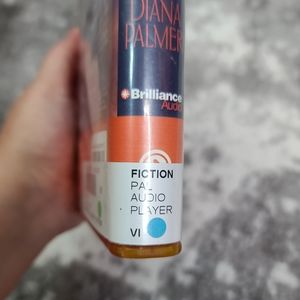 DIANA
PALMER
Brilliance
Audio
FICTION
PAL
AUDIO
PLAYER
VI